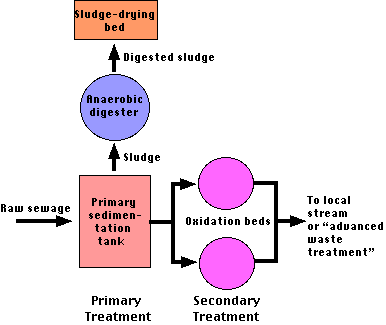 Sludge-drying
bed
Digested sludge
Anaerobic
digester
Sludge
Raw sewage
Primary
sedimen-
tation
tank
Oxidation beds
To local
stream
or “advanced
waste
treatment”
Primary
Treatment
Secondary
Treatment